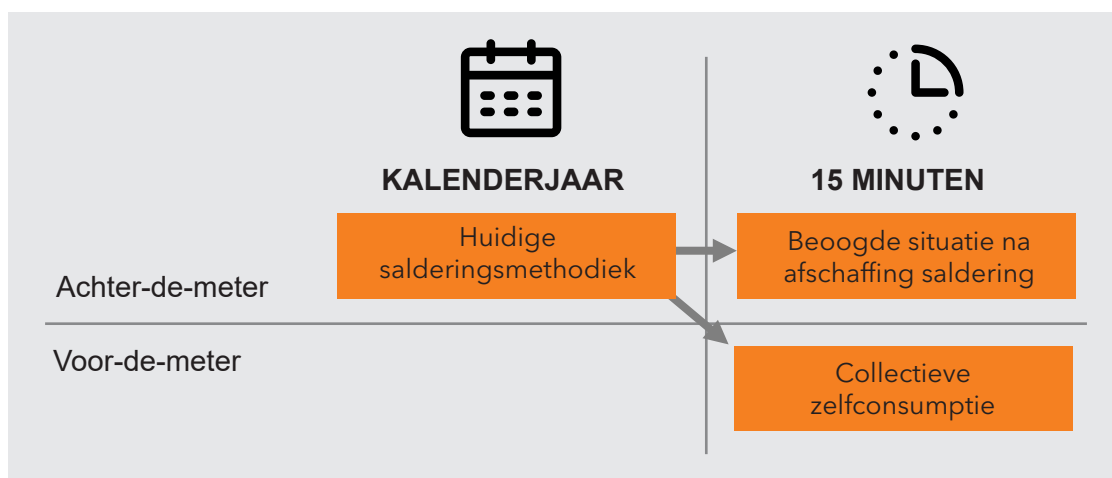 KALENDERJAAR
15 MINUTEN
Achter-de-meter
Huidige
salderingsmethodiek
Beoogde situatie na
afschaffing saldering
Voor-de-meter
Collectieve
zelfconsumptie